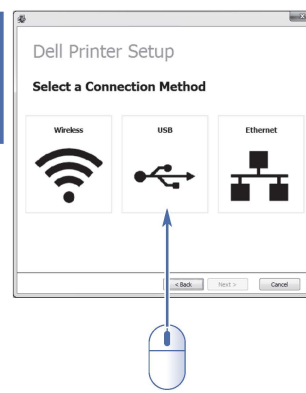 Dell Printer Setup
Select a Connection Method
Wireless USB Ethernet
< Back Next > Cancel